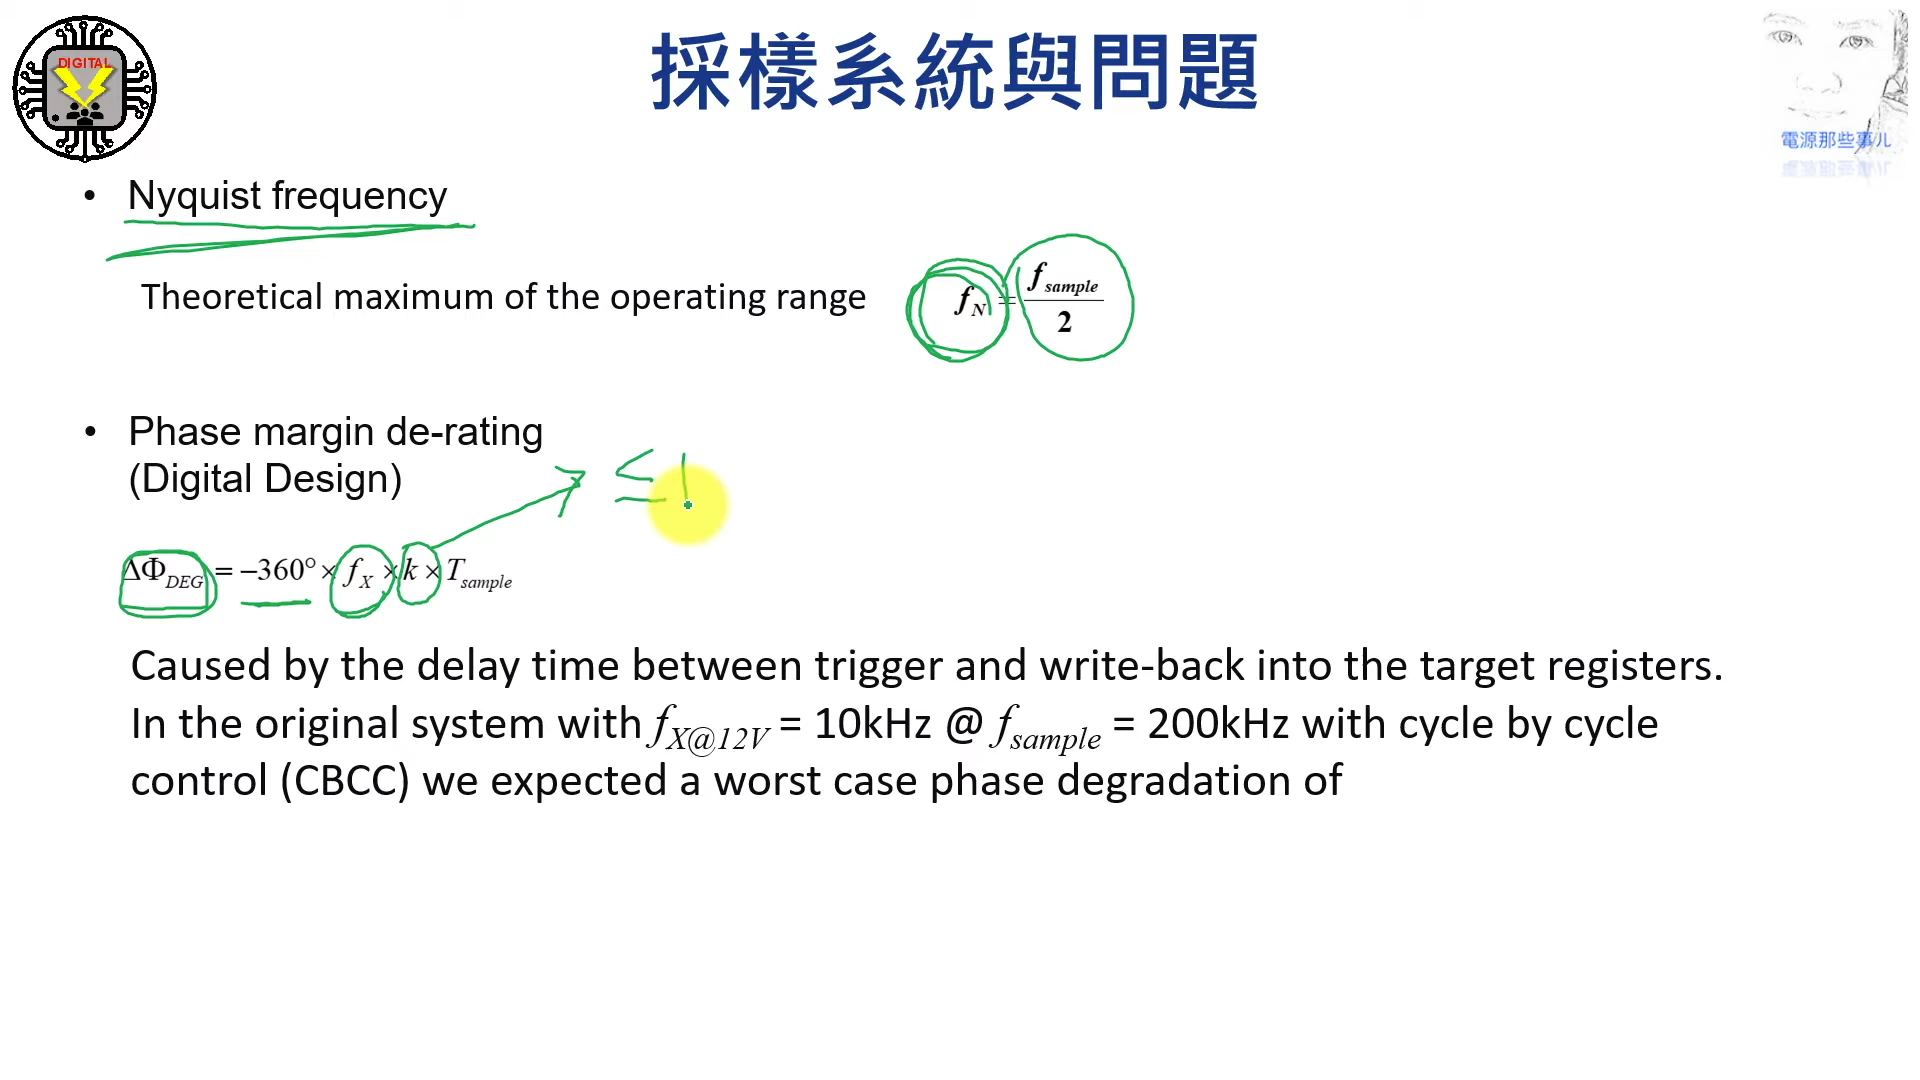 採樣系統與問題
DIGITAL
電源那些事儿
• Nyquist frequency
Theoretical maximum of the operating range f_N = f_sample / 2
• Phase margin de-rating
(Digital Design)
≤ 1
ΔΦ_DEG = −360° × f_X × k × T_sample
Caused by the delay time between trigger and write-back into the target registers.
In the original system with f_X@12V = 10kHz @ f_sample = 200kHz with cycle by cycle
control (CBCC) we expected a worst case phase degradation of